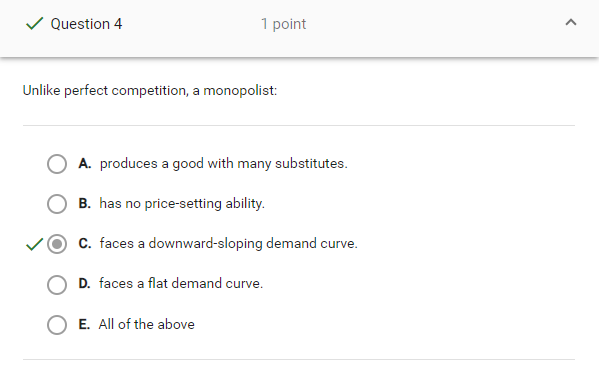 Question 4 1 point
Unlike perfect competition, a monopolist:
A. produces a good with many substitutes.
B. has no price-setting ability.
C. faces a downward-sloping demand curve.
D. faces a flat demand curve.
E. All of the above